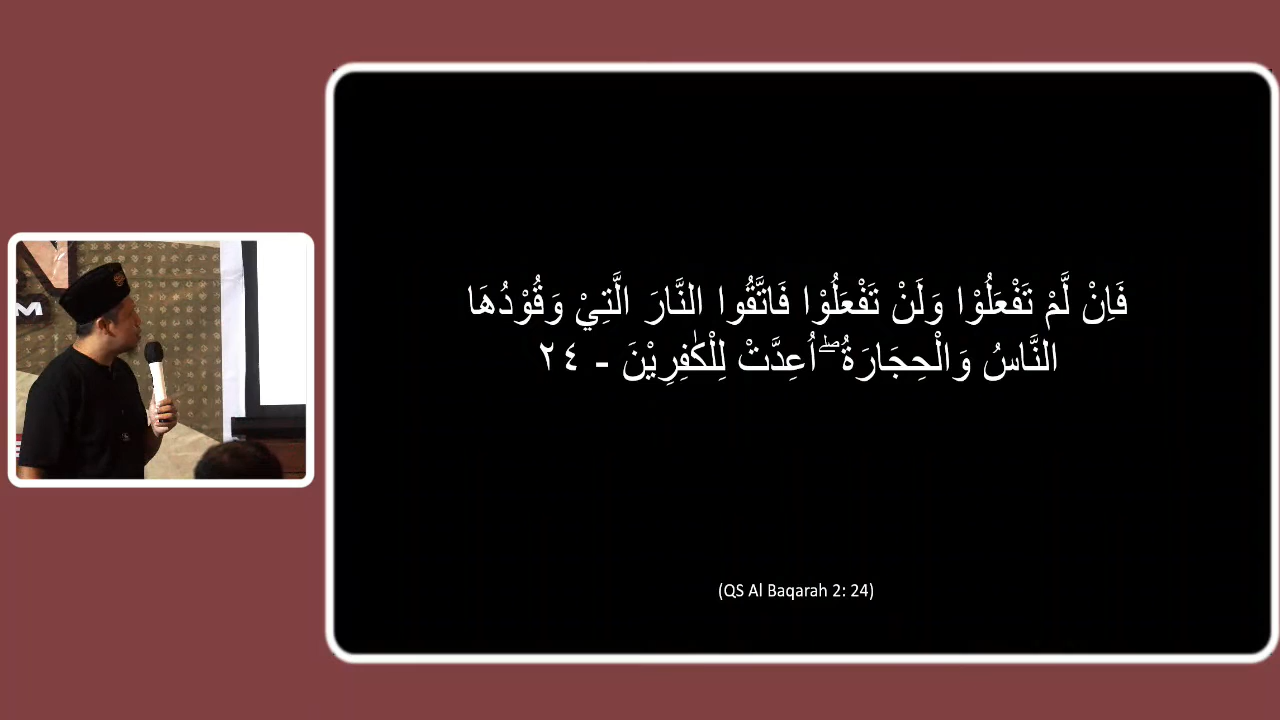 فَاِنْ لَّمْ تَفْعَلُوْا وَلَنْ تَفْعَلُوْا فَاتَّقُوا النَّارَ الَّتِيْ وَقُوْدُهَا
النَّاسُ وَالْحِجَارَةُ ۖ اُعِدَّتْ لِلْكٰفِرِيْنَ - ٢٤
(QS Al Baqarah 2: 24)